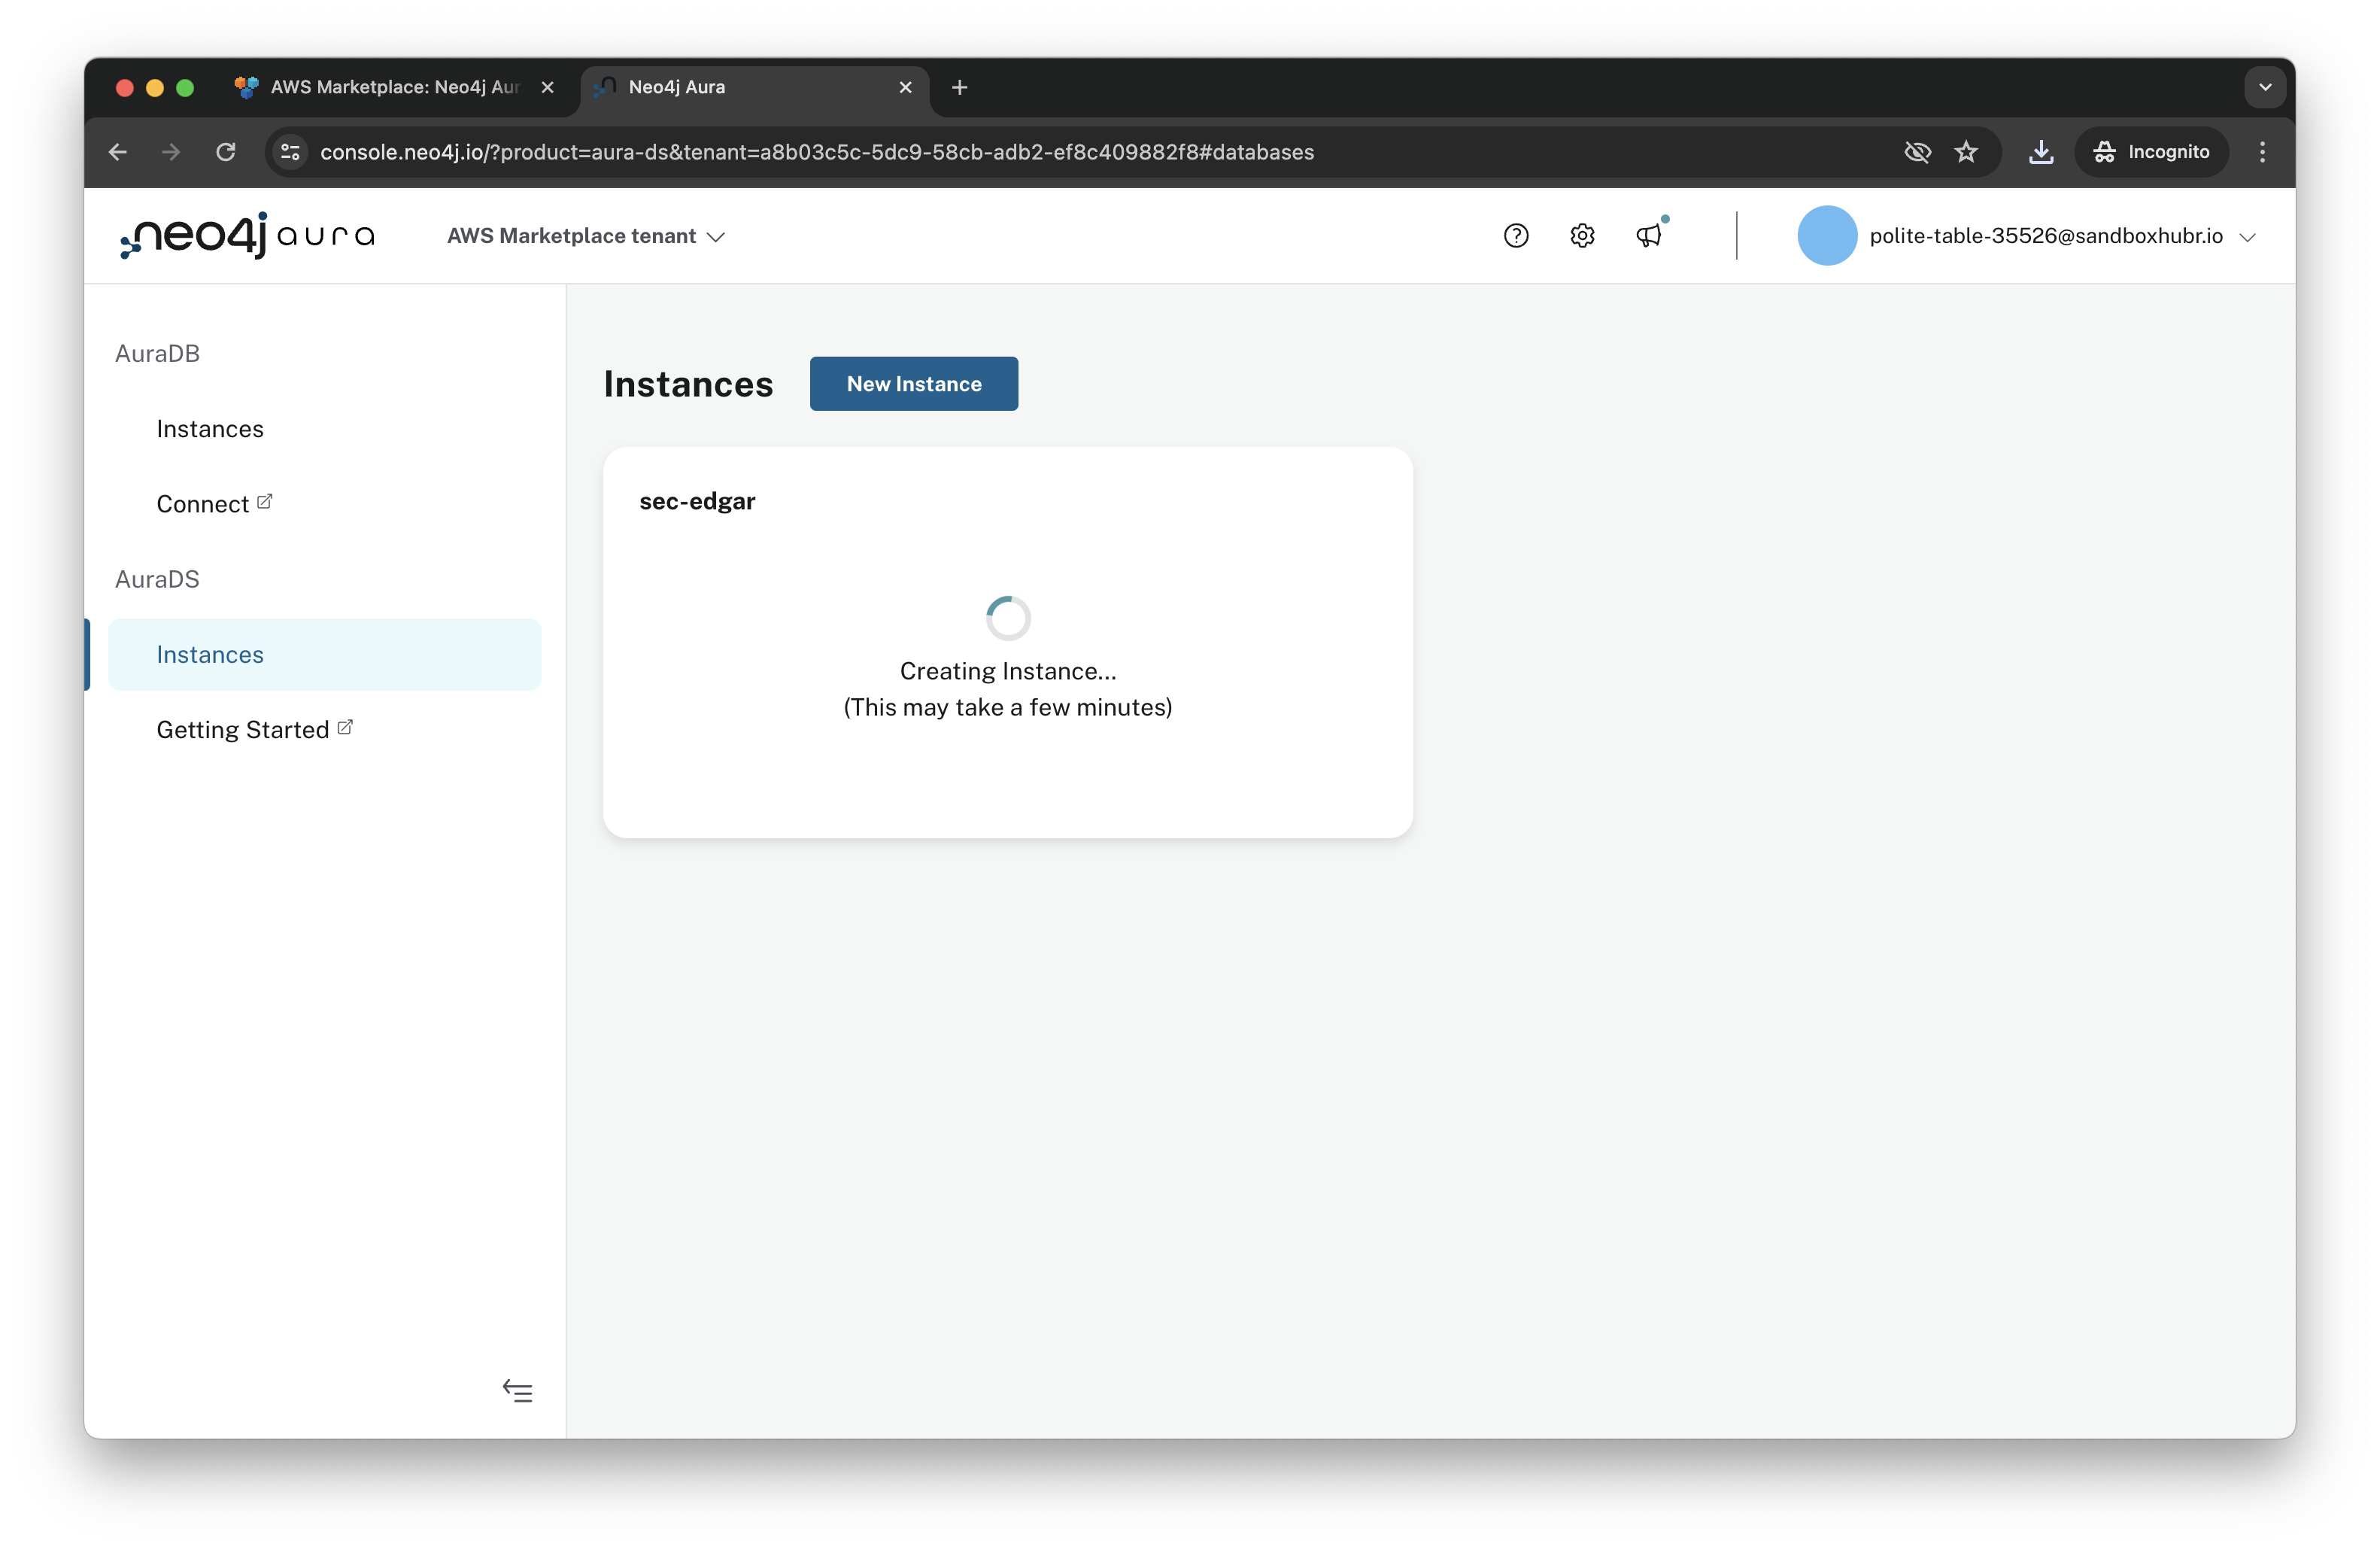 AWS Marketplace: Neo4j Aur
Neo4j Aura
console.neo4j.io/?product=aura-ds&tenant=a8b03c5c-5dc9-58cb-adb2-ef8c409882f8#databases
Incognito
neo4j aura
AWS Marketplace tenant
polite-table-35526@sandboxhubr.io
AuraDB
Instances
Connect
AuraDS
Instances
Getting Started
Instances
New Instance
sec-edgar
Creating Instance...
(This may take a few minutes)